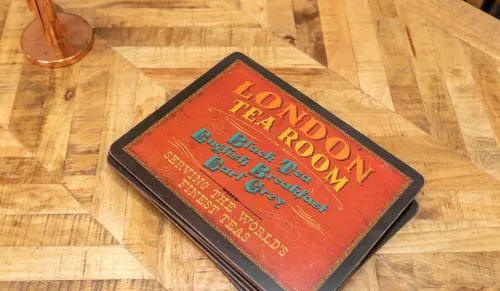 LONDON
TEA ROOM
Black Tea
English Breakfast
Earl Grey
SERVING THE WORLD'S
FINEST TEAS